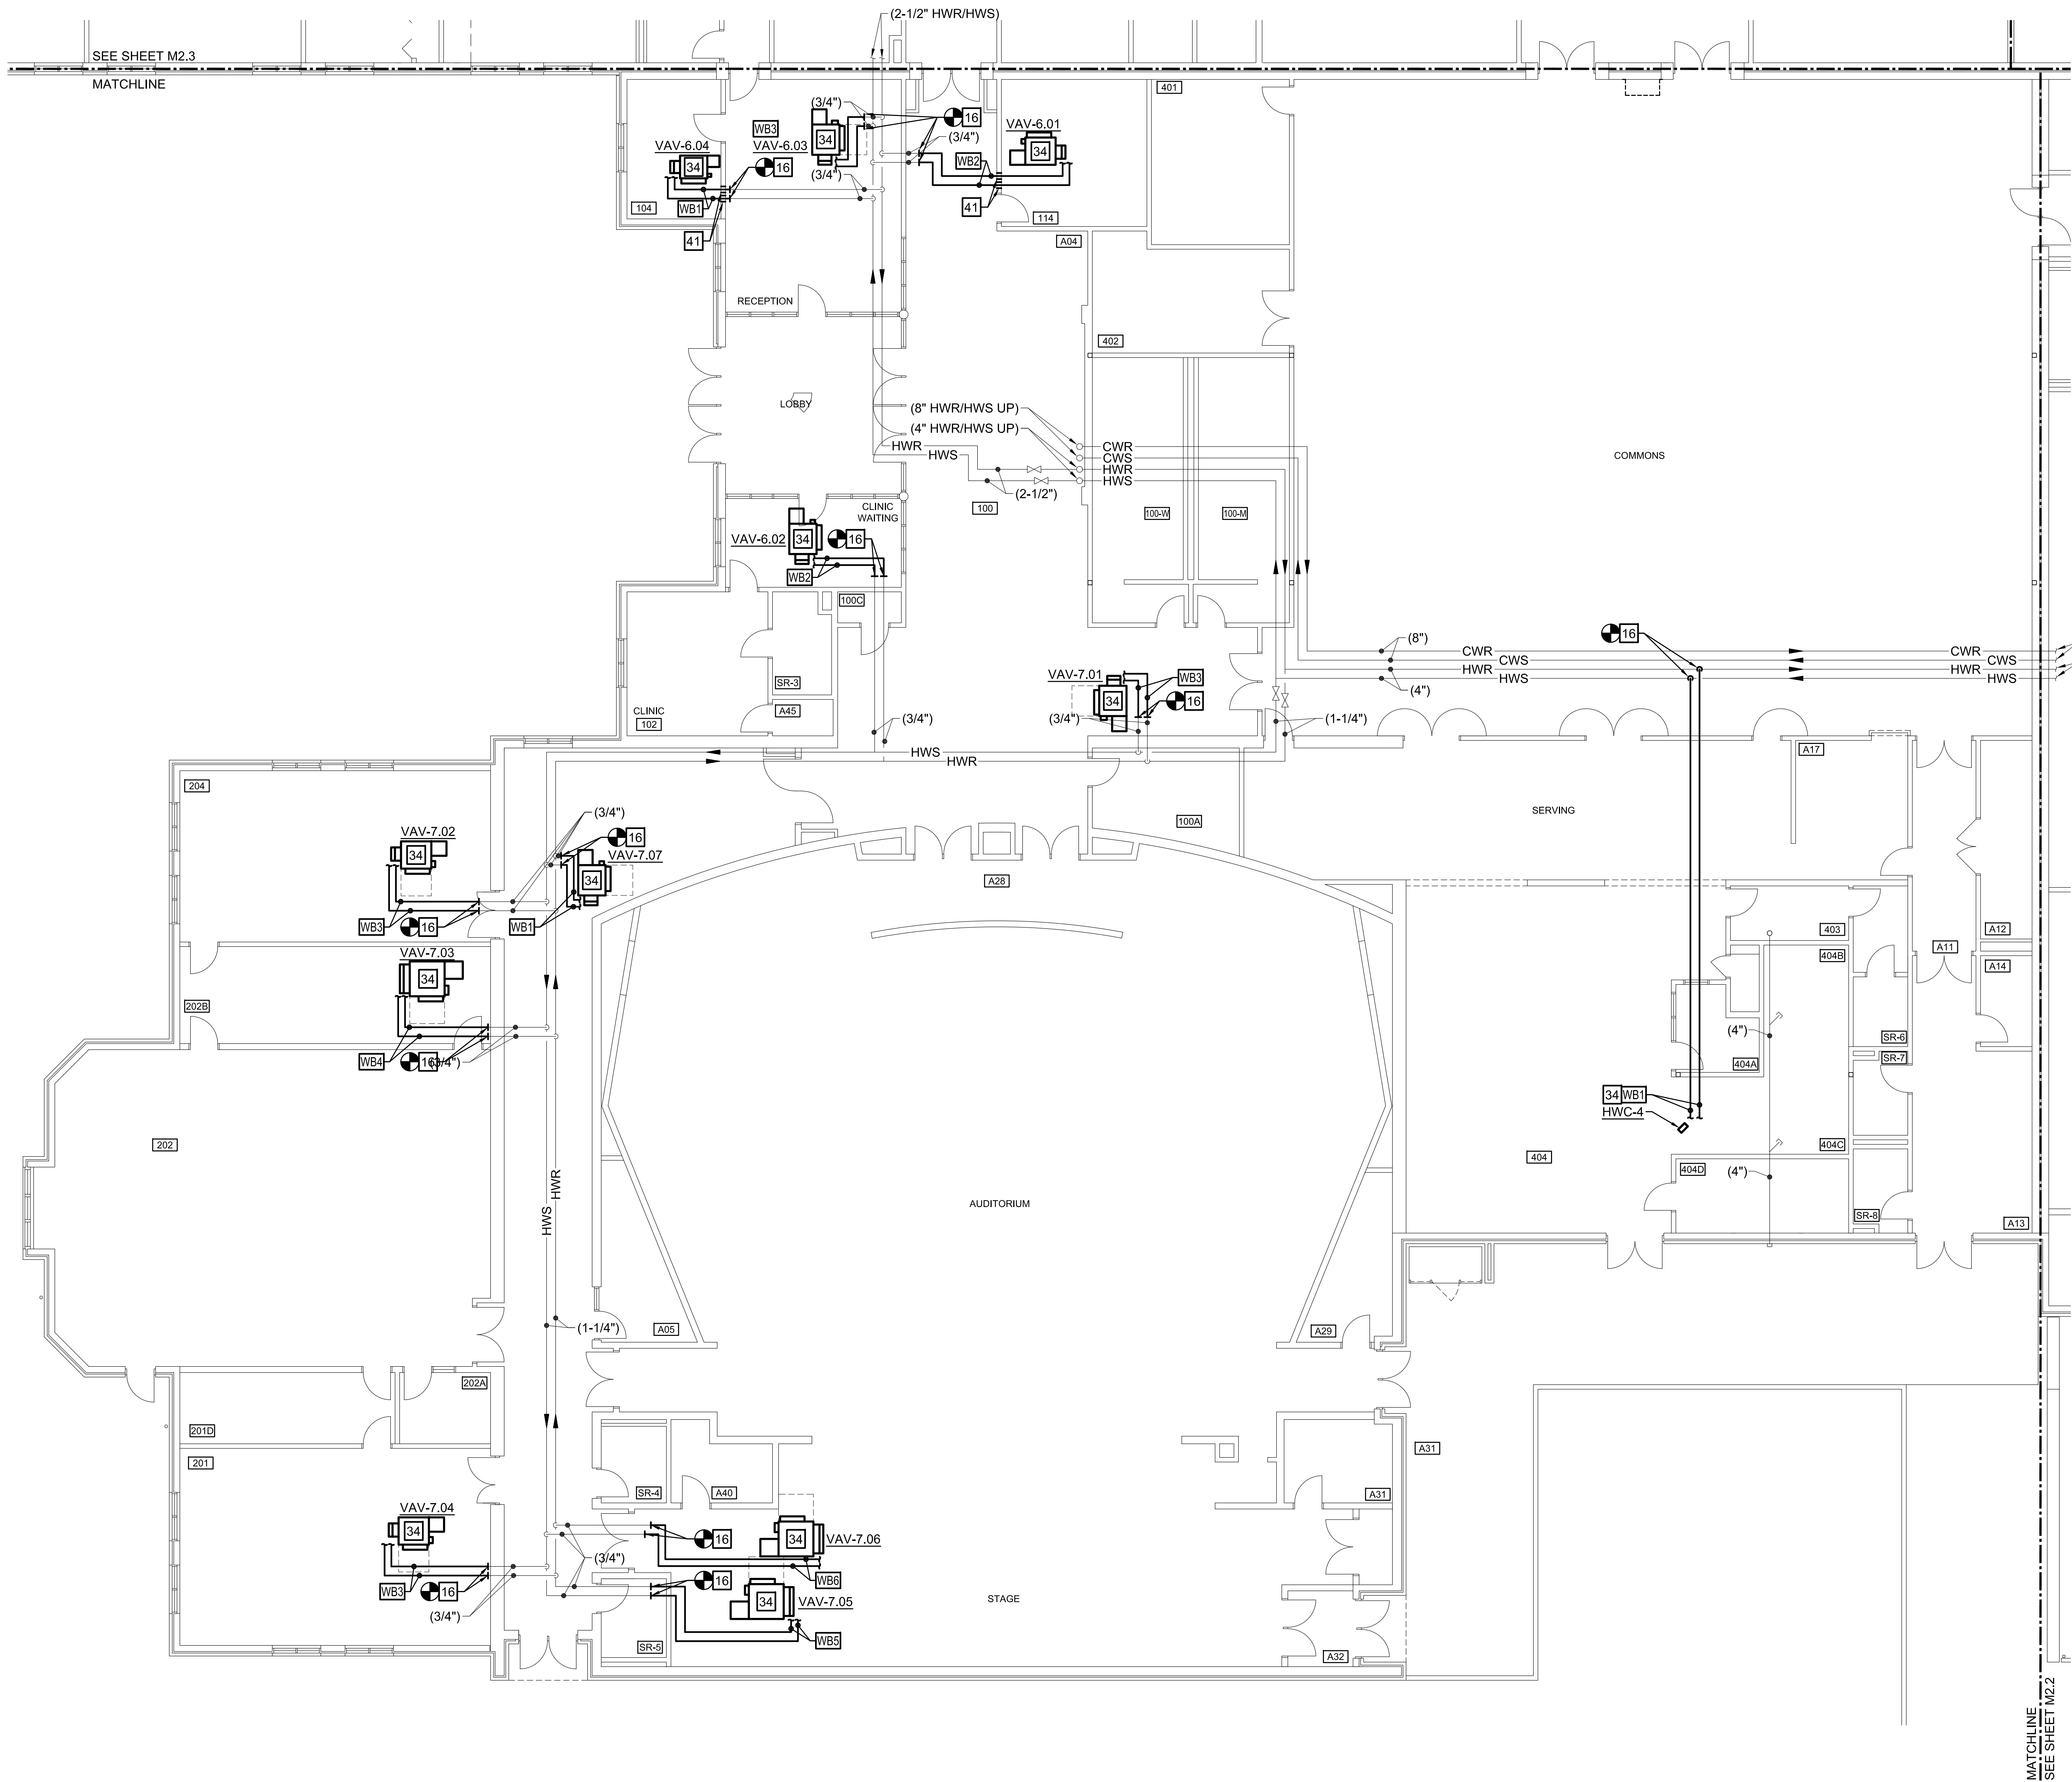 (2-1/2" HWR/HWS)
SEE SHEET M2.3
MATCHLINE
401
(3/4")
16
WB3
34
VAV-6.01
VAV-6.04
VAV-6.03
(3/4")
34
34
16
WB2
(3/4")
WB1
104
41
114
41
A04
RECEPTION
402
LOBBY
(8" HWR/HWS UP)
(4" HWR/HWS UP)
HWR
CWR
HWS
CWS
HWR
HWS
COMMONS
(2-1/2")
100
100-W
100-M
CLINIC
WAITING
VAV-6.02
34
16
WB2
100C
16
(8")
CWR
CWR
CWS
CWS
HWR
HWR
HWS
HWS
(4")
VAV-7.01
WB3
34
16
SR-3
CLINIC
102
A45
(3/4")
(3/4")
(1-1/4")
HWS
HWR
A17
204
(3/4")
SERVING
100A
VAV-7.02
16
34
VAV-7.07
34
A28
WB3
16
WB1
403
A12
VAV-7.03
A11
404B
34
A14
202B
(4")
SR-6
WB4
16
(3/4")
SR-7
404A
34
WB1
HWC-4
202
404
404C
404D
(4")
HWR
HWS
AUDITORIUM
SR-8
A13
(1-1/4")
A05
A29
202A
201D
A31
201
SR-4
A40
A31
VAV-7.04
34
16
34
VAV-7.06
(3/4")
WB3
16
16
WB6
34
VAV-7.05
(3/4")
STAGE
SR-5
WB5
A32
MATCHLINE
SEE SHEET M2.2